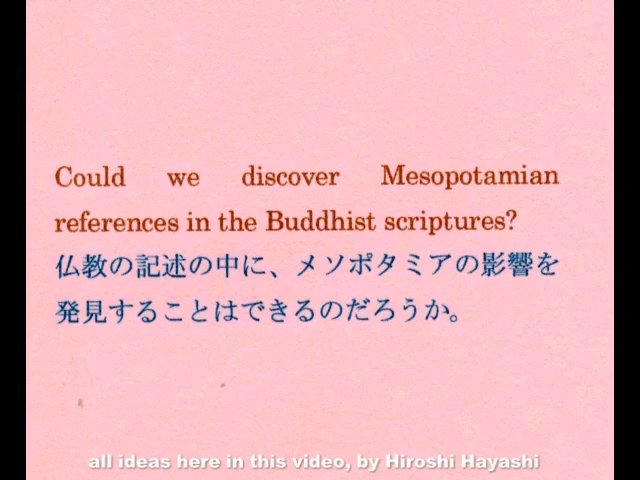 Could we discover Mesopotamian
references in the Buddhist scriptures?
仏教の記述の中に、メソポタミアの影響を
発見することはできるのだろうか。
all ideas here in this video, by Hiroshi Hayashi